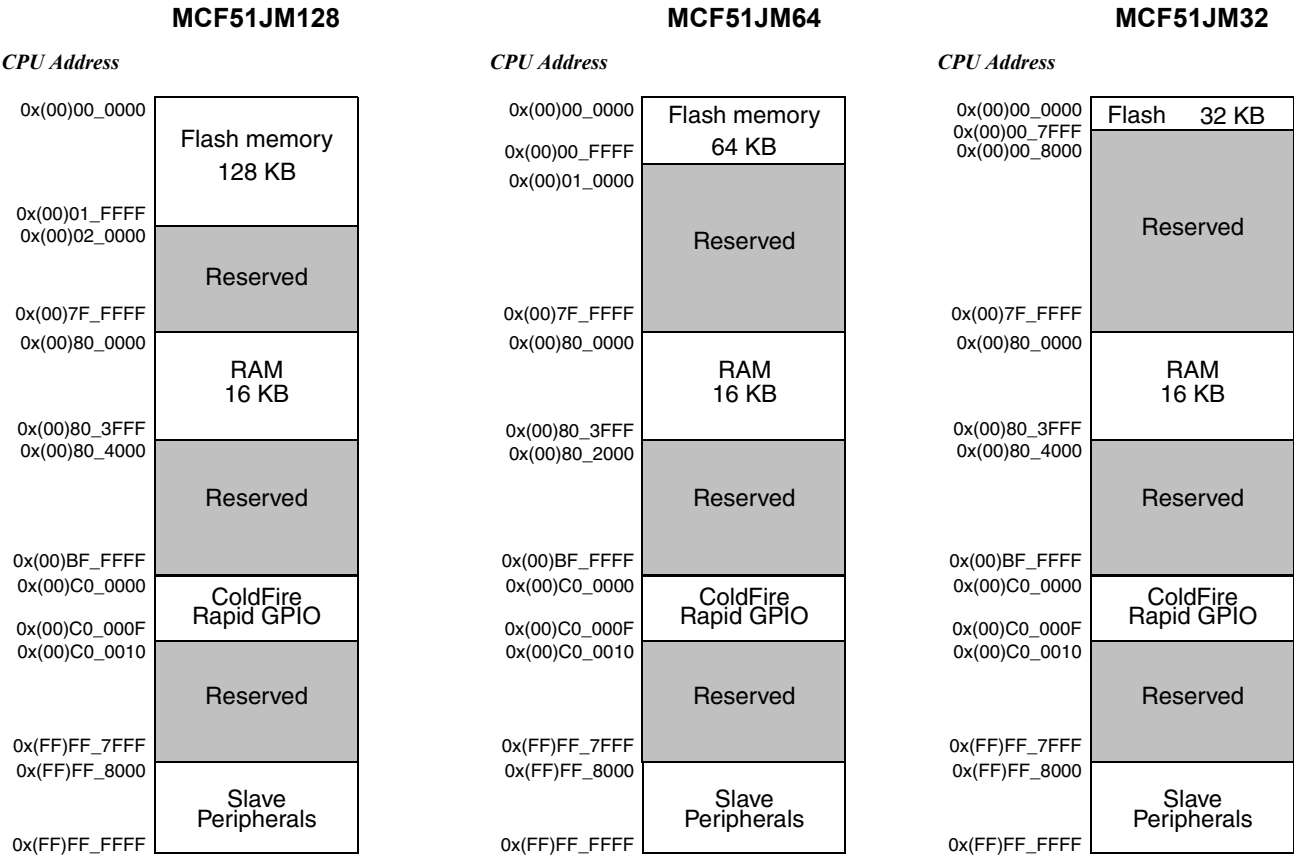 MCF51JM128
CPU Address
0x(00)00_0000
Flash memory
128 KB
0x(00)01_FFFF
0x(00)02_0000
Reserved
0x(00)7F_FFFF
0x(00)80_0000
RAM
16 KB
0x(00)80_3FFF
0x(00)80_4000
Reserved
0x(00)BF_FFFF
0x(00)C0_0000
ColdFire
Rapid GPIO
0x(00)C0_000F
0x(00)C0_0010
Reserved
0x(FF)FF_7FFF
0x(FF)FF_8000
Slave
Peripherals
0x(FF)FF_FFFF
MCF51JM64
CPU Address
0x(00)00_0000
Flash memory
64 KB
0x(00)00_FFFF
0x(00)01_0000
Reserved
0x(00)7F_FFFF
0x(00)80_0000
RAM
16 KB
0x(00)80_3FFF
0x(00)80_2000
Reserved
0x(00)BF_FFFF
0x(00)C0_0000
ColdFire
Rapid GPIO
0x(00)C0_000F
0x(00)C0_0010
Reserved
0x(FF)FF_7FFF
0x(FF)FF_8000
Slave
Peripherals
0x(FF)FF_FFFF
MCF51JM32
CPU Address
0x(00)00_0000
Flash 32 KB
0x(00)00_7FFF
0x(00)00_8000
Reserved
0x(00)7F_FFFF
0x(00)80_0000
RAM
16 KB
0x(00)80_3FFF
0x(00)80_4000
Reserved
0x(00)BF_FFFF
0x(00)C0_0000
ColdFire
Rapid GPIO
0x(00)C0_000F
0x(00)C0_0010
Reserved
0x(FF)FF_7FFF
0x(FF)FF_8000
Slave
Peripherals
0x(FF)FF_FFFF